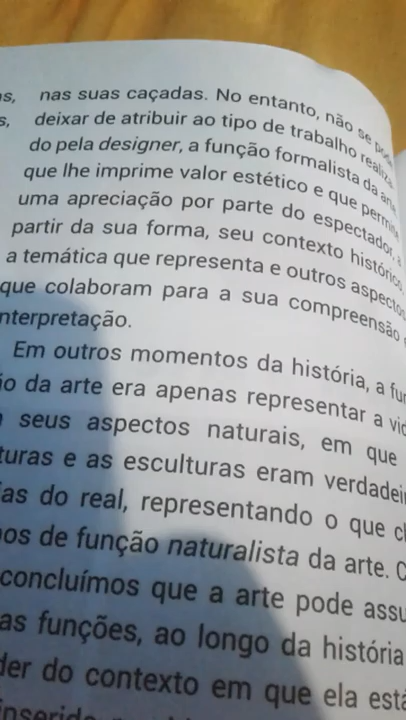 nas suas caçadas. No entanto, não se
deixar de atribuir ao tipo de trabalho
do pela designer, a função formalista da
que lhe imprime valor estético e que
uma apreciação por parte do espectador,
partir da sua forma, seu contexto histórico
a temática que representa e outros
que colaboram para a sua compreensão
nterpretação.
Em outros momentos da história, a
da arte era apenas representar a
seus aspectos naturais, em que
turas e as esculturas eram
ias do real, representando o que
nos de função naturalista da arte.
concluímos que a arte pode
as funções, ao longo da história
der do contexto em que ela